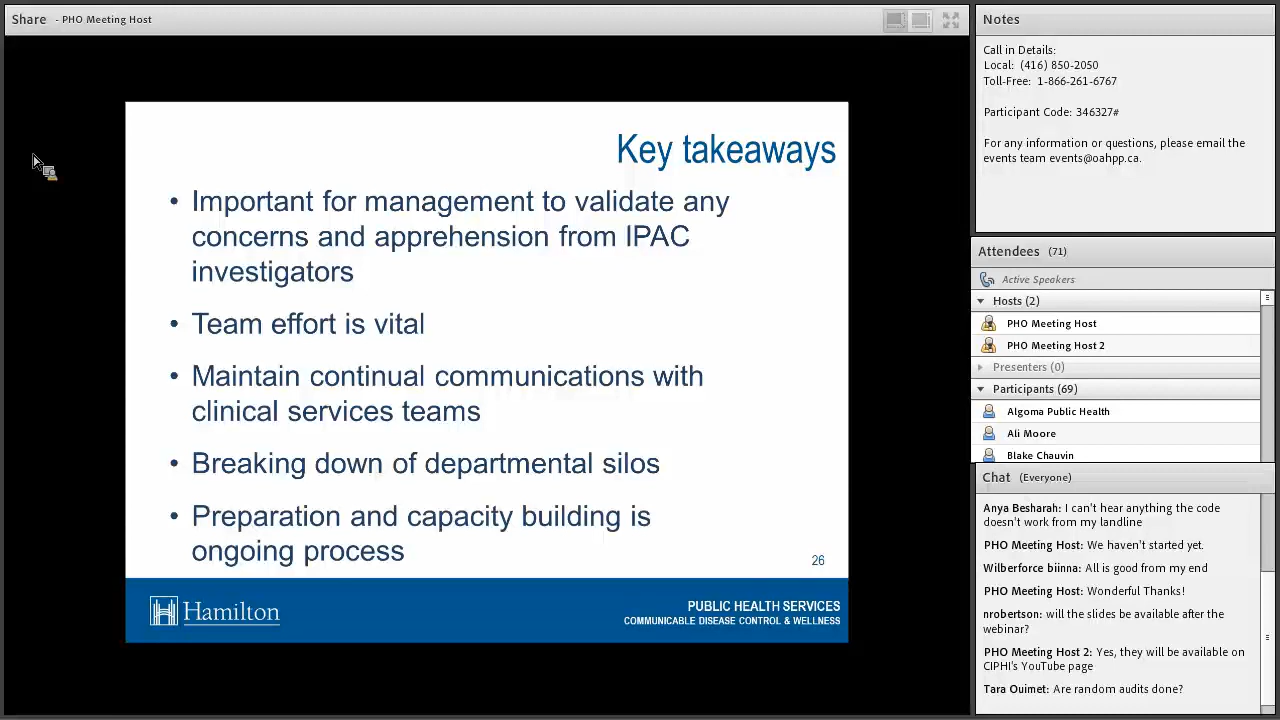 Share - PHO Meeting Host
Key takeaways
• Important for management to validate any
concerns and apprehension from IPAC
investigators
• Team effort is vital
• Maintain continual communications with
clinical services teams
• Breaking down of departmental silos
• Preparation and capacity building is
ongoing process
26
Hamilton
PUBLIC HEALTH SERVICES
COMMUNICABLE DISEASE CONTROL & WELLNESS
Notes
Call in Details:
Local: (416) 850-2050
Toll-Free: 1-866-261-6767
Participant Code: 346327#
For any information or questions, please email the
events team events@oahpp.ca.
Attendees (71)
Active Speakers
Hosts (2)
PHO Meeting Host
PHO Meeting Host 2
Presenters (0)
Participants (69)
Algoma Public Health
Ali Moore
Blake Chauvin
Chat (Everyone)
Anya Besharah: I can't hear anything the code
doesn't work from my landline
PHO Meeting Host: We haven't started yet.
Wilberforce biinna: All is good from my end
PHO Meeting Host: Wonderful Thanks!
nrobertson: will the slides be available after the
webinar?
PHO Meeting Host 2: Yes, they will be available on
CIPHI's YouTube page
Tara Ouimet: Are random audits done?